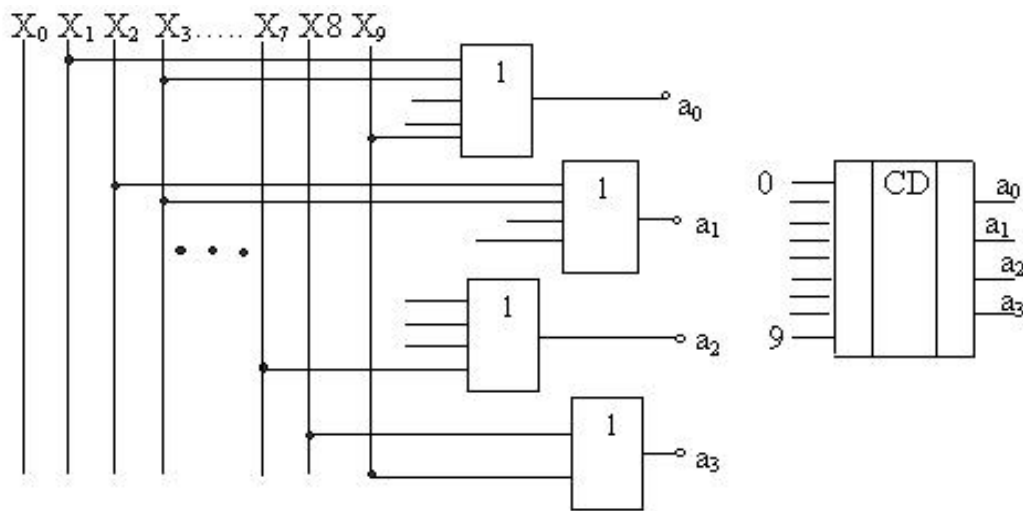 X₀ X₁ X₂ X₃..... X₇ X8 X₉
1
a₀
1
a₁
1
a₂
1
a₃
0
CD
a₀
a₁
a₂
a₃
9